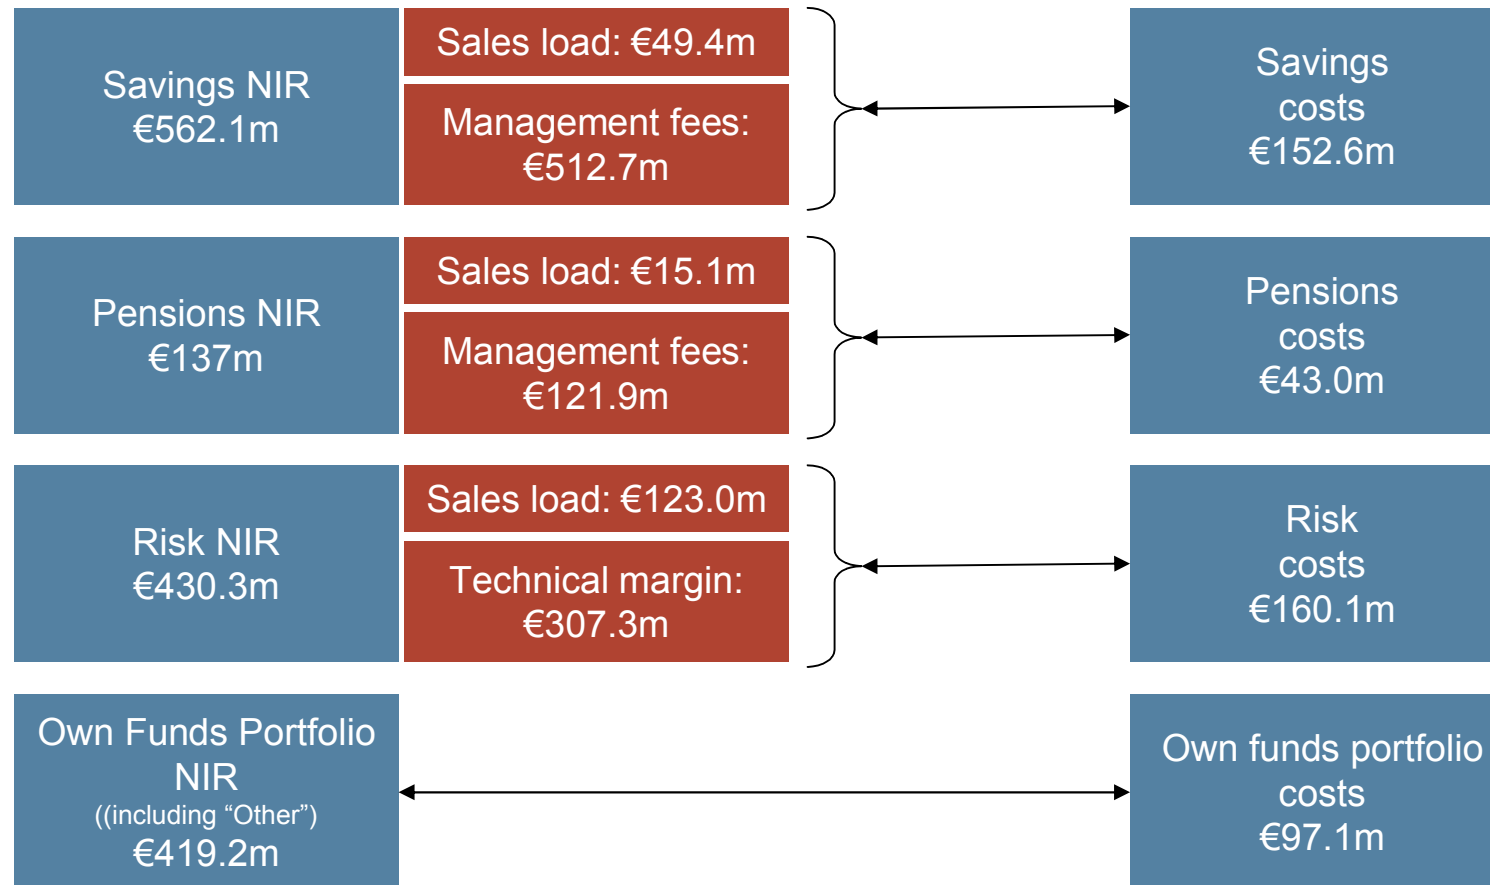 Savings NIR
€562.1m
Sales load: €49.4m
Management fees:
€512.7m
Savings
costs
€152.6m
Pensions NIR
€137m
Sales load: €15.1m
Management fees:
€121.9m
Pensions
costs
€43.0m
Risk NIR
€430.3m
Sales load: €123.0m
Technical margin:
€307.3m
Risk
costs
€160.1m
Own Funds Portfolio
NIR
((including “Other”)
€419.2m
Own funds portfolio
costs
€97.1m